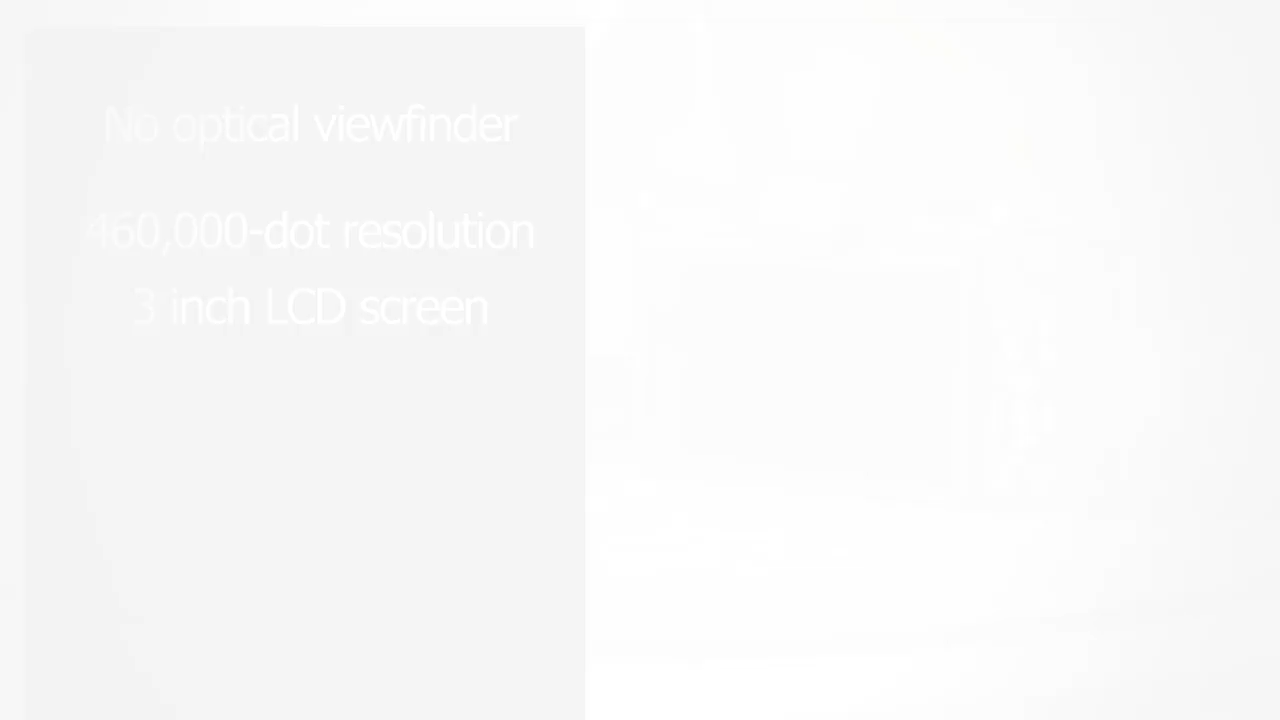 No optical viewfinder
460,000-dot resolution
3 inch LCD screen